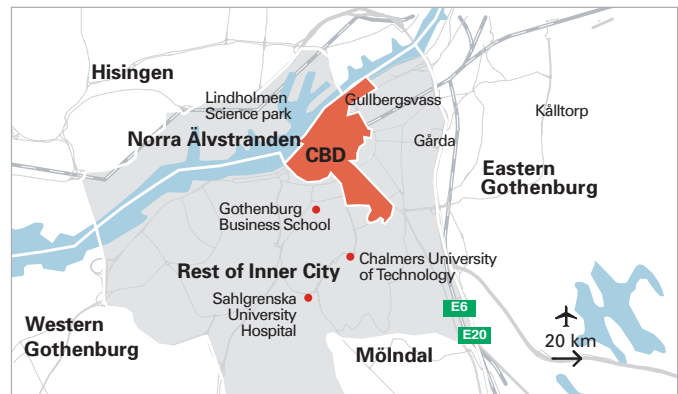 Hisingen
Lindholmen
Science park
Gullbergsvass
Kålltorp
Norra Älvstranden
Gårda
CBD
Eastern
Gothenburg
Gothenburg
Business School
Chalmers University
of Technology
Rest of Inner City
Sahlgrenska
University
Hospital
E6
Western
Gothenburg
E20
20 km
Mölndal